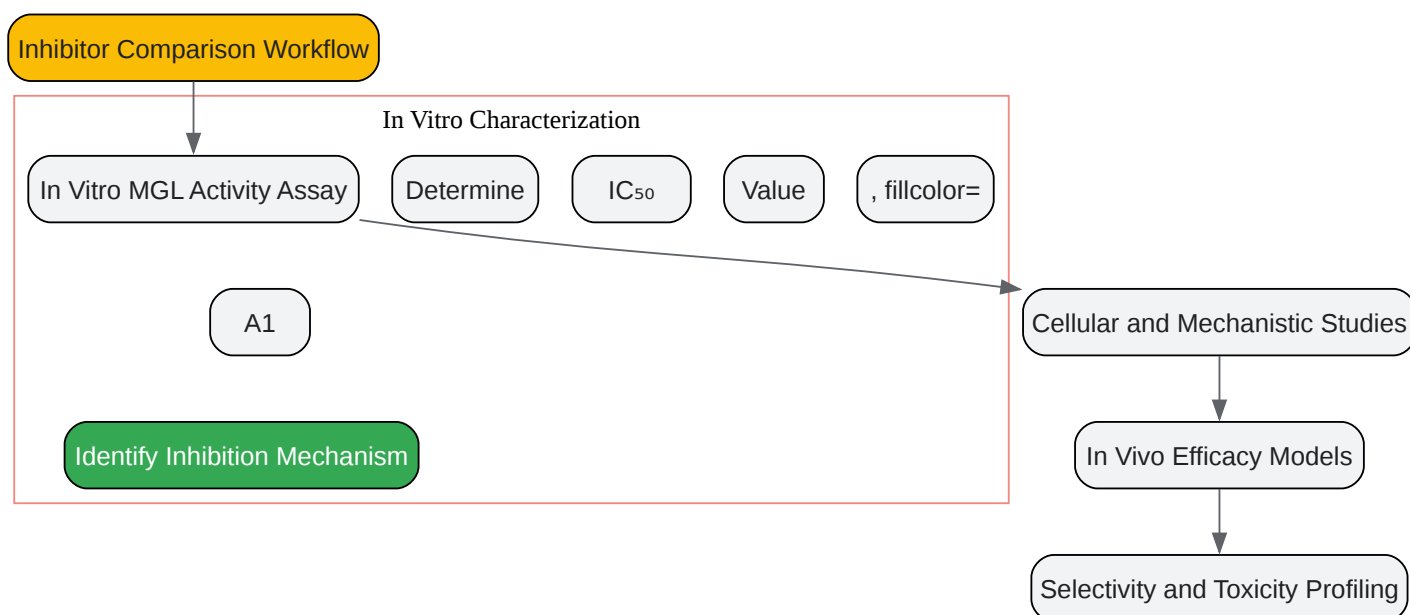 Inhibitor Comparison Workflow
In Vitro Characterization
In Vitro MGL Activity Assay
Determine
IC₅₀
Value
, fillcolor=
A1
Cellular and Mechanistic Studies
Identify Inhibition Mechanism
In Vivo Efficacy Models
Selectivity and Toxicity Profiling